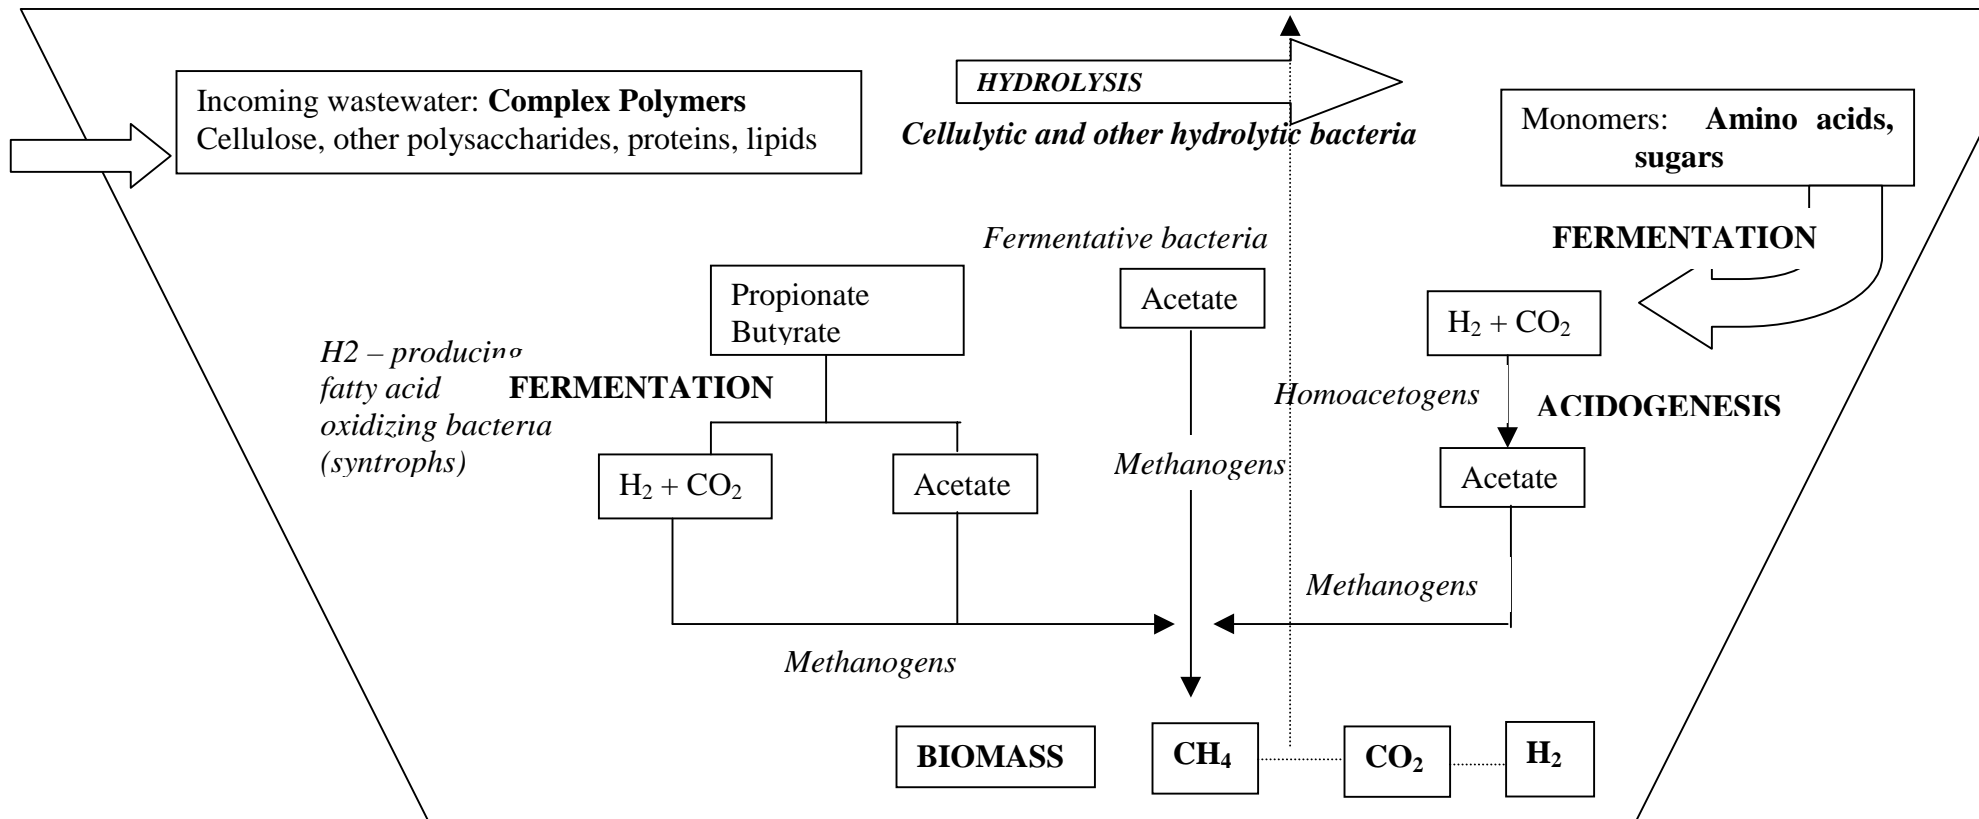 Incoming wastewater: Complex Polymers
Cellulose, other polysaccharides, proteins, lipids
HYDROLYSIS
Cellulytic and other hydrolytic bacteria
Monomers: Amino acids,
sugars
FERMENTATION
Fermentative bacteria
Propionate
Butyrate
Acetate
H₂ + CO₂
H2 – producing
fatty acid
oxidizing bacteria
(syntrophs)
FERMENTATION
Homoacetogens
ACIDOGENESIS
H₂ + CO₂
Acetate
Methanogens
Acetate
Methanogens
Methanogens
BIOMASS
CH₄
CO₂
H₂